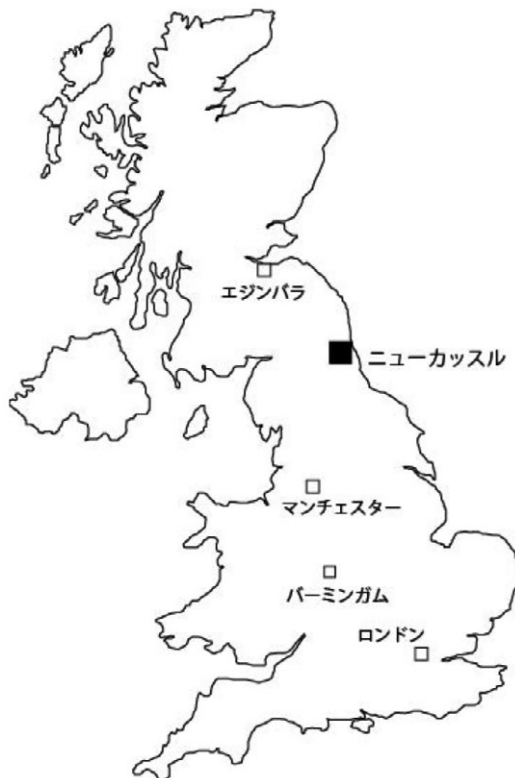 エジンバラ
ニューカッスル
マンチェスター
バーミンガム
ロンドン